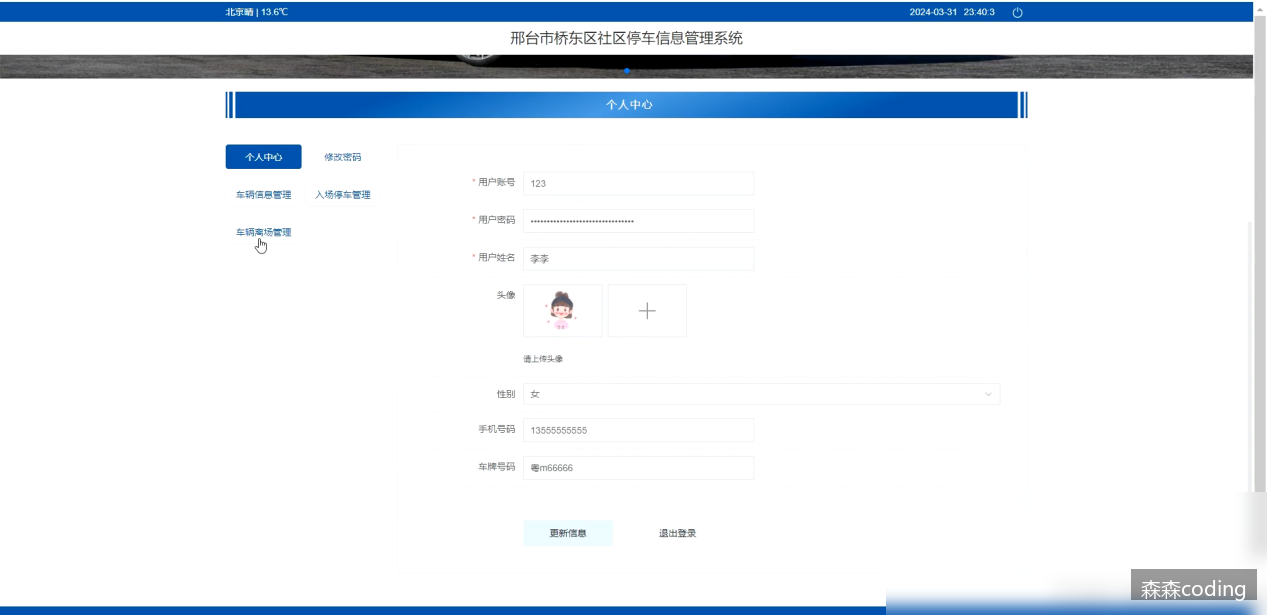 北京晴 | 13.6℃ 2024-03-31 23:40:3
邢台市桥东区社区停车信息管理系统
个人中心
个人中心 修改密码
车辆信息管理 入场停车管理
车辆离场管理
* 用户账号 123
* 用户密码 ••••••••••••••••••••••••••••••••
* 用户姓名 李李
头像
请上传头像
性别 女
手机号码 13555555555
车牌号码 粤m66666
更新信息 退出登录
森森coding